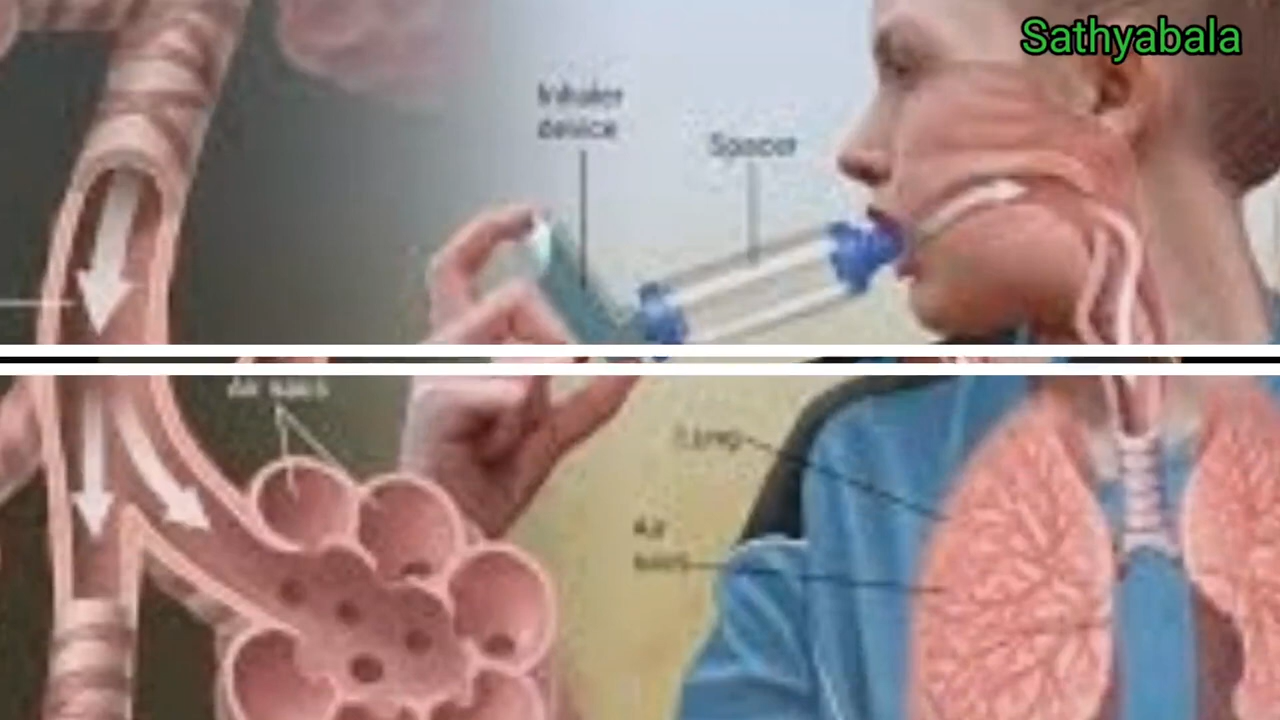 Sathyabala
Inhaler
device
Spacer
Air sacs
Lung
Air
sacs